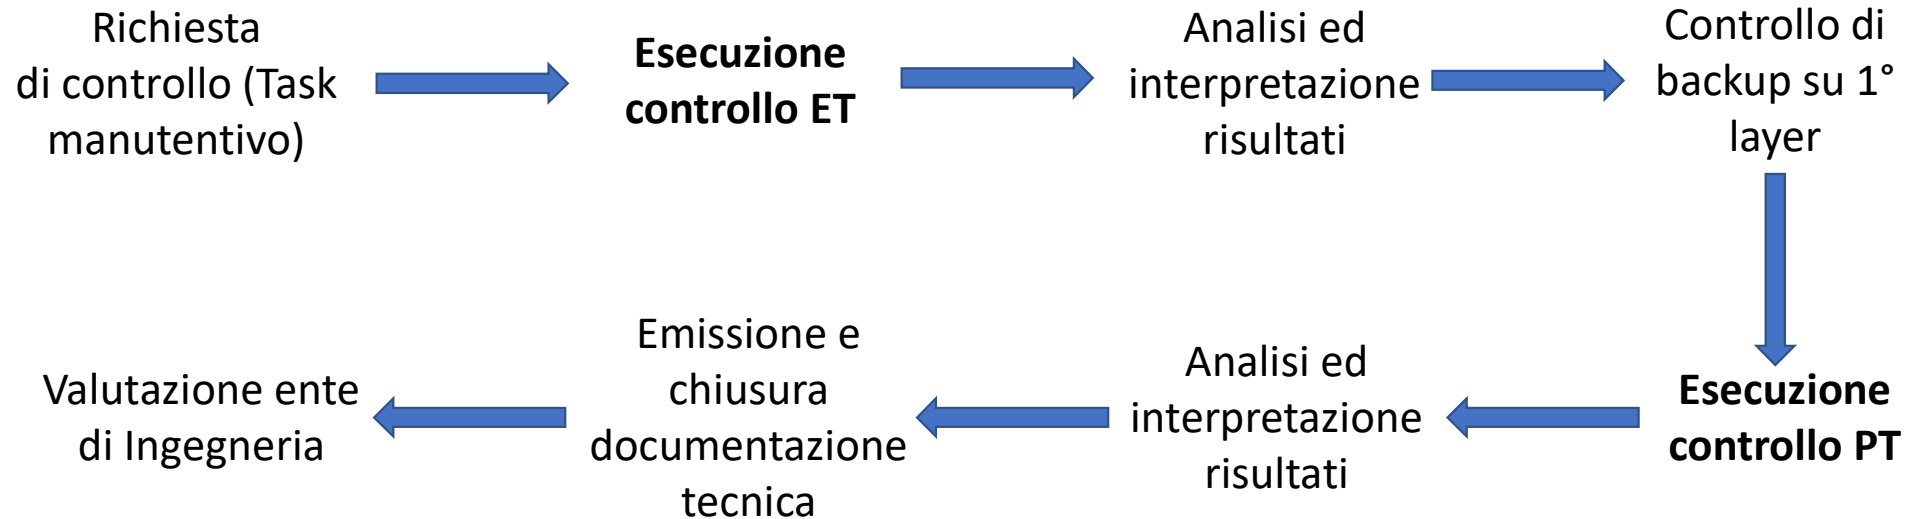 Richiesta
di controllo (Task
manutentivo)
Esecuzione
controllo ET
Analisi ed
interpretazione
risultati
Controllo di
backup su 1°
layer
Esecuzione
controllo PT
Analisi ed
interpretazione
risultati
Emissione e
chiusura
documentazione
tecnica
Valutazione ente
di Ingegneria